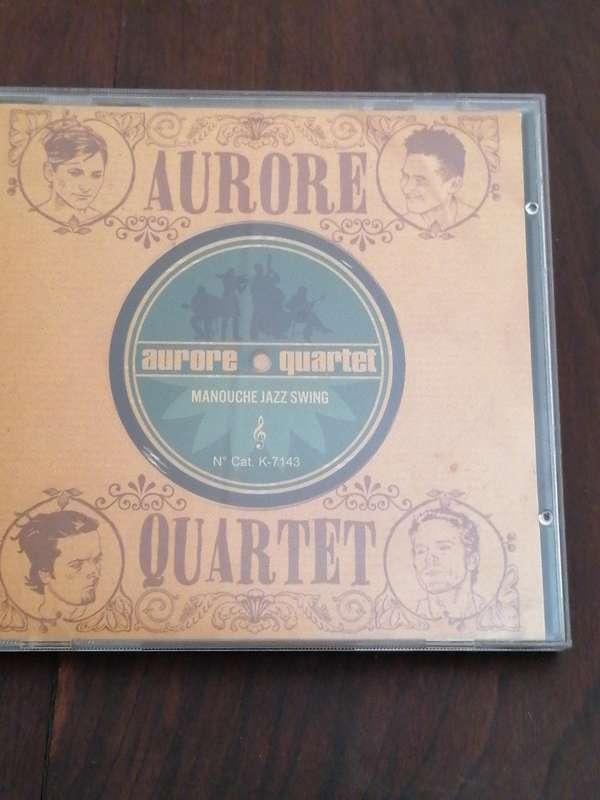 AURORE
aurore quartet
MANOUCHE JAZZ SWING
N° Cat. K-7143
QUARTET